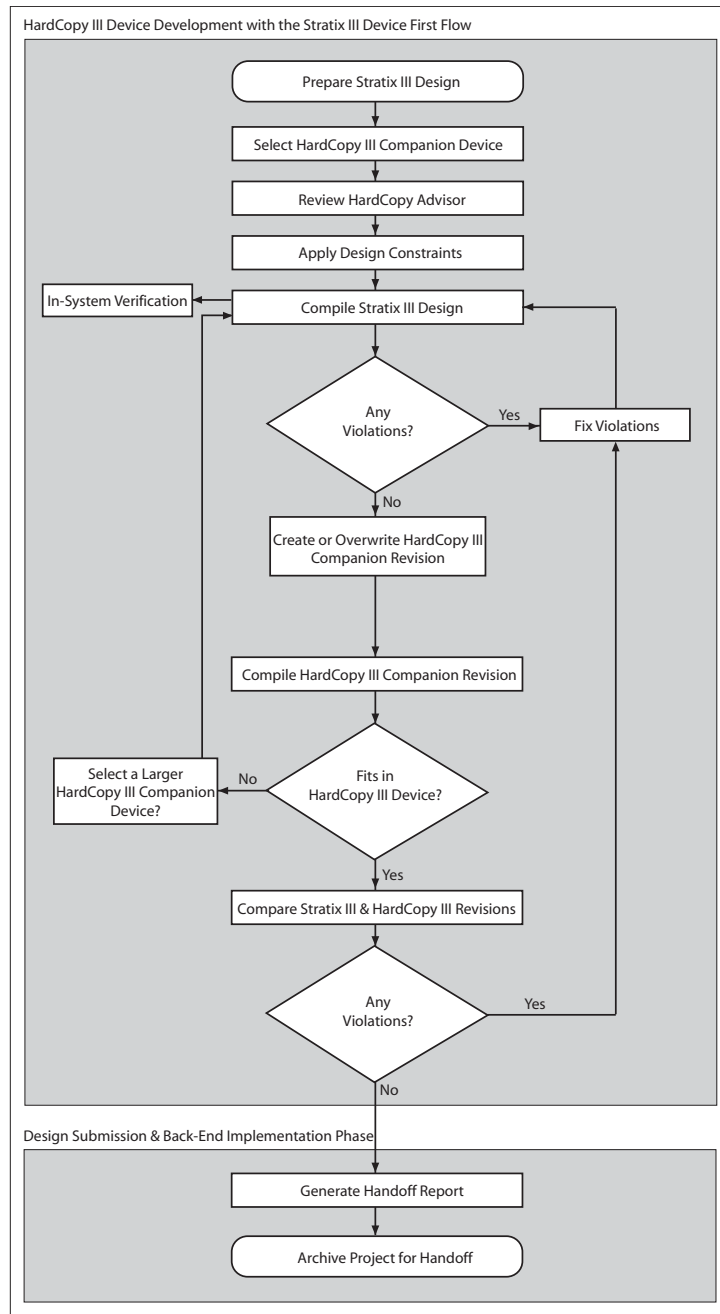 HardCopy III Device Development with the Stratix III Device First Flow
Prepare Stratix III Design
Select HardCopy III Companion Device
Review HardCopy Advisor
Apply Design Constraints
In-System Verification
Compile Stratix III Design
Any
Violations?
Yes
Fix Violations
No
Create or Overwrite HardCopy III
Companion Revision
Compile HardCopy III Companion Revision
Fits in
HardCopy III Device?
No
Select a Larger
HardCopy III Companion
Device?
Yes
Compare Stratix III & HardCopy III Revisions
Any
Violations?
Yes
No
Design Submission & Back-End Implementation Phase
Generate Handoff Report
Archive Project for Handoff